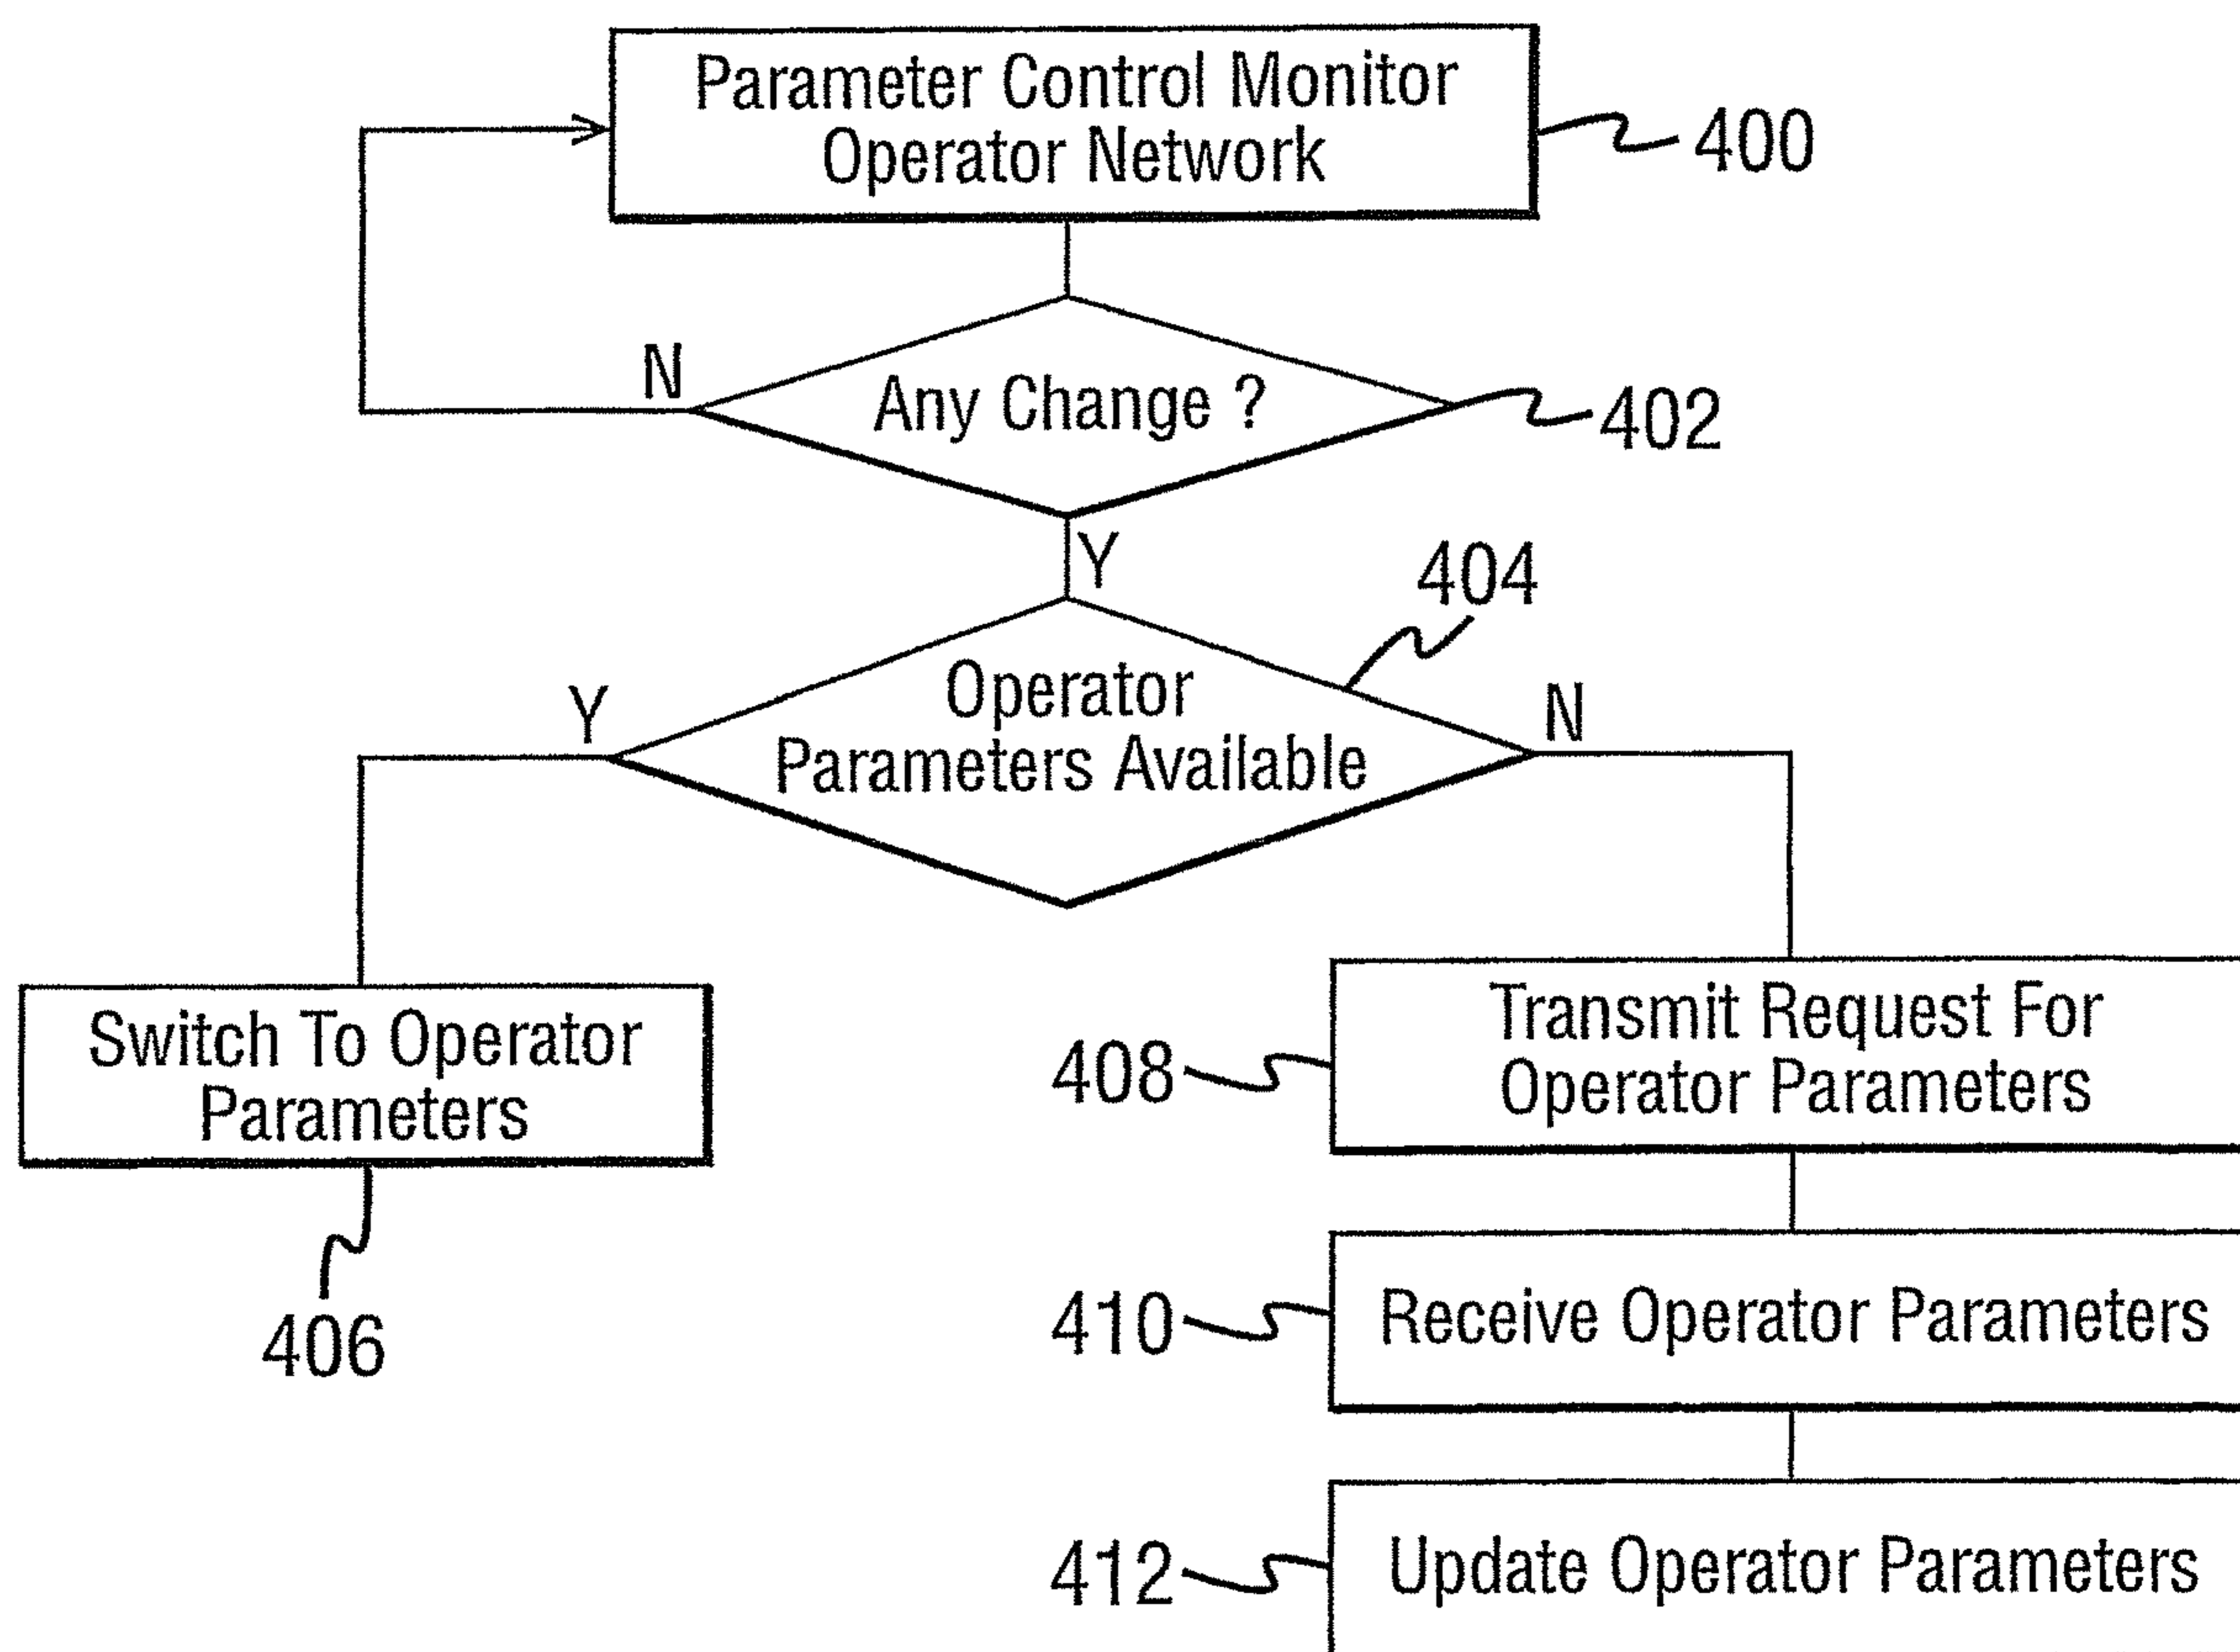 Parameter Control Monitor
Operator Network
400
N
Any Change ?
402
Y
404
Operator
Parameters Available
Y
N
Switch To Operator
Parameters
406
Transmit Request For
Operator Parameters
408
410
Receive Operator Parameters
412
Update Operator Parameters